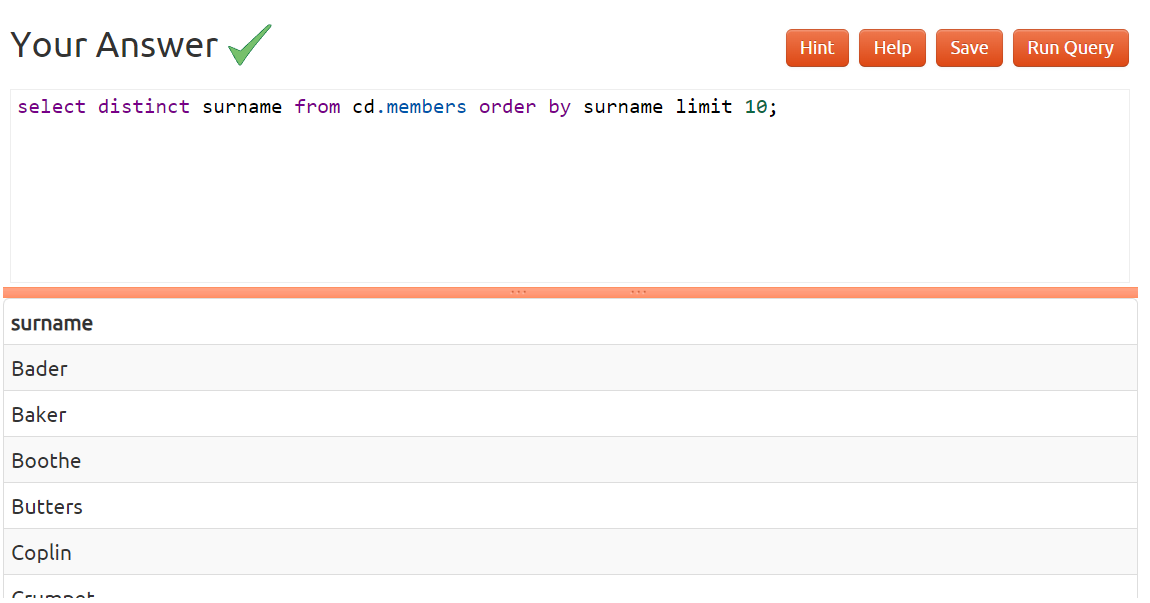 Your Answer
Hint Help Save Run Query
select distinct surname from cd.members order by surname limit 10;
surname
Bader
Baker
Boothe
Butters
Coplin
Crumpet